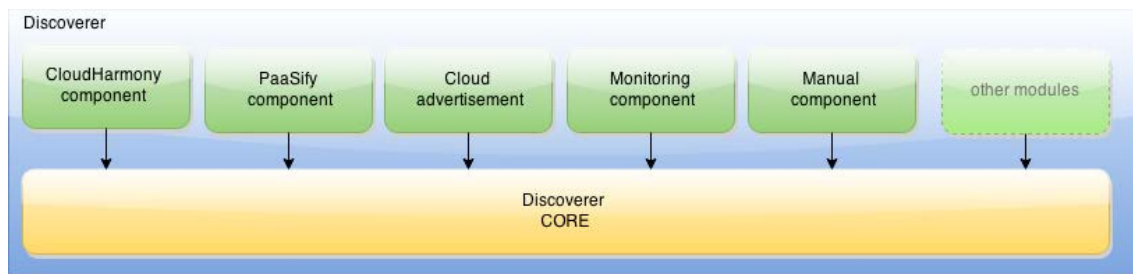 Discoverer
CloudHarmony
component
PaaSify
component
Cloud
advertisement
Monitoring
component
Manual
component
other modules
Discoverer
CORE